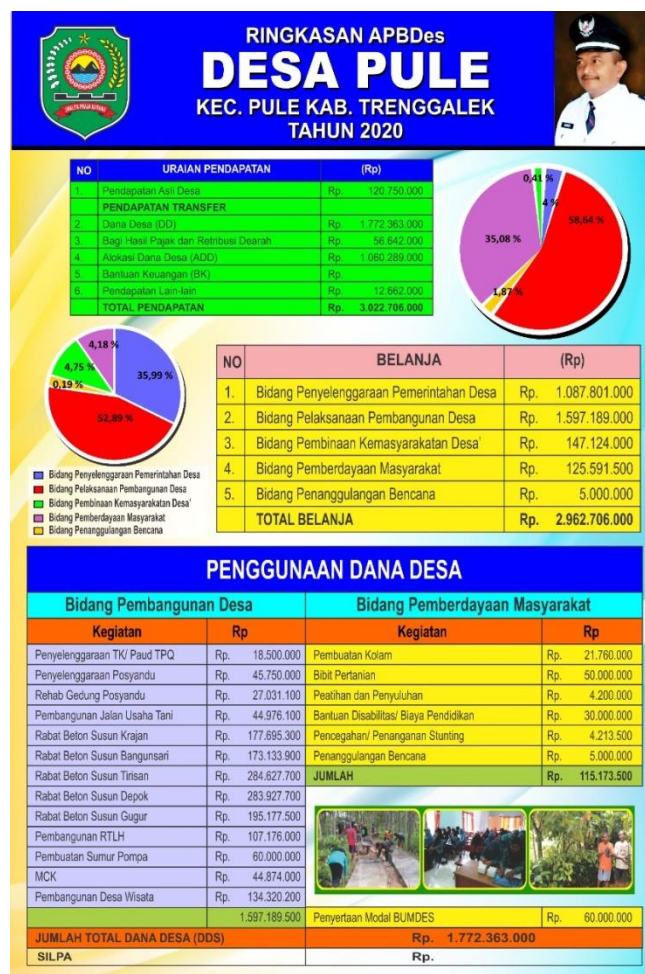 RINGKASAN APBDes
DESA PULE
KEC. PULE KAB. TRENGGALEK
TAHUN 2020
NO URAIAN PENDAPATAN (Rp)
1. Pendapatan Asli Desa Rp. 120.750.000
PENDAPATAN TRANSFER
2. Dana Desa (DD) Rp. 1.772.363.000
3. Bagi Hasil Pajak dan Retribusi Dearah Rp. 56.642.000
4. Alokasi Dana Desa (ADD) Rp. 1.060.289.000
5. Bantuan Keuangan (BK) Rp.
6. Pendapatan Lain-lain Rp. 12.662.000
TOTAL PENDAPATAN Rp. 3.022.706.000
0,41 %
4 %
58,64 %
35,08 %
1,87 %
4,18 %
4,75 %
35,99 %
0,19 %
52,89 %
Bidang Penyelenggaraan Pemerintahan Desa
Bidang Pelaksanaan Pembangunan Desa
Bidang Pembinaan Kemasyarakatan Desa'
Bidang Pemberdayaan Masyarakat
Bidang Penanggulangan Bencana
NO BELANJA (Rp)
1. Bidang Penyelenggaraan Pemerintahan Desa Rp. 1.087.801.000
2. Bidang Pelaksanaan Pembangunan Desa Rp. 1.597.189.000
3. Bidang Pembinaan Kemasyarakatan Desa' Rp. 147.124.000
4. Bidang Pemberdayaan Masyarakat Rp. 125.591.500
5. Bidang Penanggulangan Bencana Rp. 5.000.000
TOTAL BELANJA Rp. 2.962.706.000
PENGGUNAAN DANA DESA
Bidang Pembangunan Desa Bidang Pemberdayaan Masyarakat
Kegiatan Rp Kegiatan Rp
Penyelenggaraan TK/ Paud TPQ Rp. 18.500.000 Pembuatan Kolam Rp. 21.760.000
Penyelenggaraan Posyandu Rp. 45.750.000 Bibit Pertanian Rp. 50.000.000
Rehab Gedung Posyandu Rp. 27.031.100 Peatihan dan Penyuluhan Rp. 4.200.000
Pembangunan Jalan Usaha Tani Rp. 44.976.100 Bantuan Disabilitas/ Biaya Pendidikan Rp. 30.000.000
Rabat Beton Susun Krajan Rp. 177.695.300 Pencegahan/ Penanganan Stunting Rp. 4.213.500
Rabat Beton Susun Bangunsari Rp. 173.133.900 Penanggulangan Bencana Rp. 5.000.000
Rabat Beton Susun Tirisan Rp. 284.627.700 JUMLAH Rp. 115.173.500
Rabat Beton Susun Depok Rp. 283.927.700
Rabat Beton Susun Gugur Rp. 195.177.500
Pembangunan RTLH Rp. 107.176.000
Pembuatan Sumur Pompa Rp. 60.000.000
MCK Rp. 44.874.000
Pembangunan Desa Wisata Rp. 134.320.200
1.597.189.500 Penyertaan Modal BUMDES Rp. 60.000.000
JUMLAH TOTAL DANA DESA (DDS) Rp. 1.772.363.000
SILPA Rp.